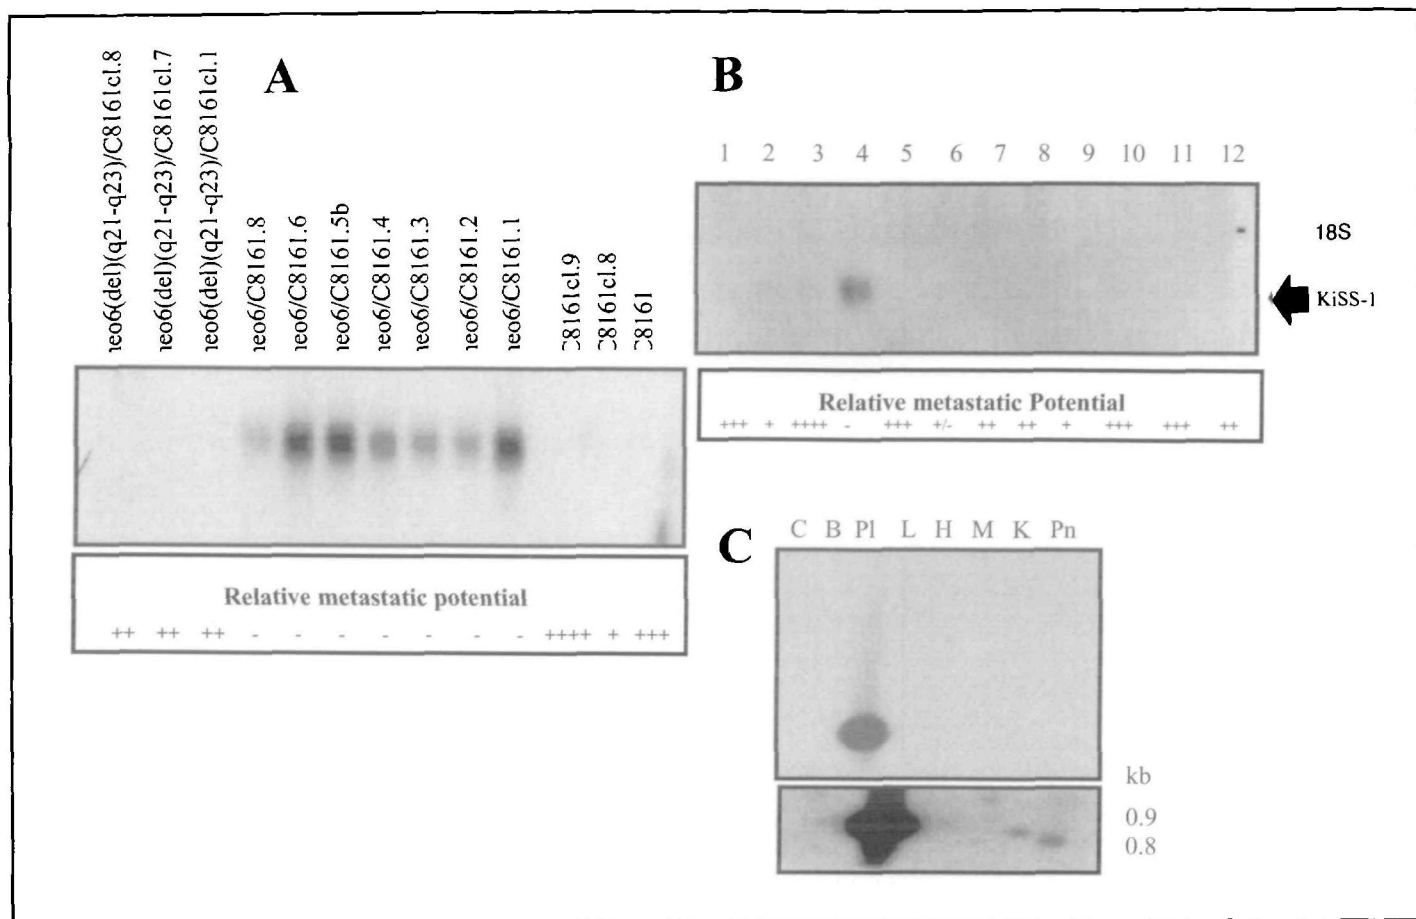 A
neo6(del)(q21-q23)/C8161cl.8
neo6(del)(q21-q23)/C8161cl.7
neo6(del)(q21-q23)/C8161cl.1
neo6/C8161.8
neo6/C8161.6
neo6/C8161.5b
neo6/C8161.4
neo6/C8161.3
neo6/C8161.2
neo6/C8161.1
C8161cl.9
C8161cl.8
C8161
Relative metastatic potential
++ ++ ++ - - - - - - - ++++ + +++
B
1 2 3 4 5 6 7 8 9 10 11 12
18S
KiSS-1
Relative metastatic Potential
+++ + ++++ - +++ +/- ++ ++ + +++ +++ ++
C
C B Pl L H M K Pn
kb
0.9
0.8